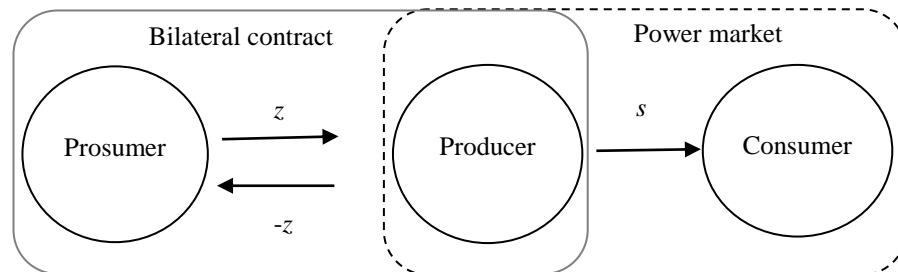 Bilateral contract
Power market
z
s
Prosumer
Producer
Consumer
-z